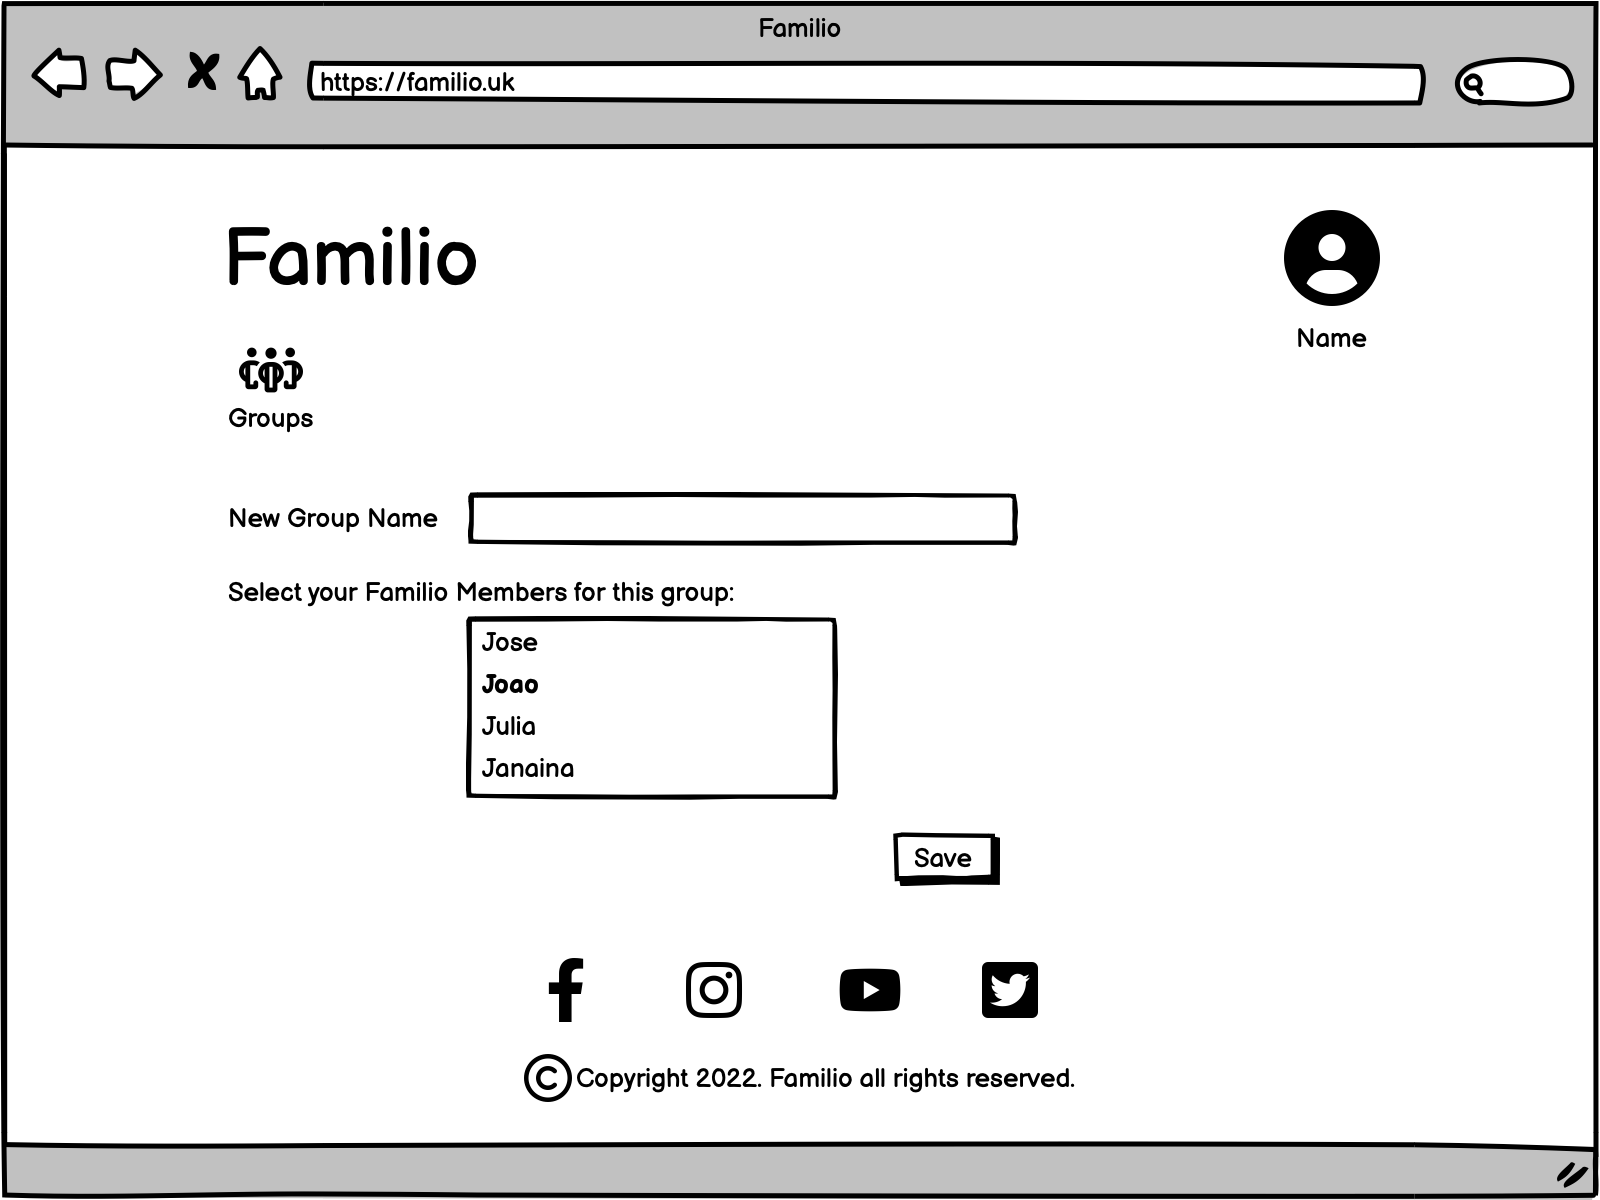 Familio
https://familio.uk
Familio
Name
Groups
New Group Name
Select your Familio Members for this group:
Jose
Joao
Julia
Janaina
Save
© Copyright 2022. Familio all rights reserved.